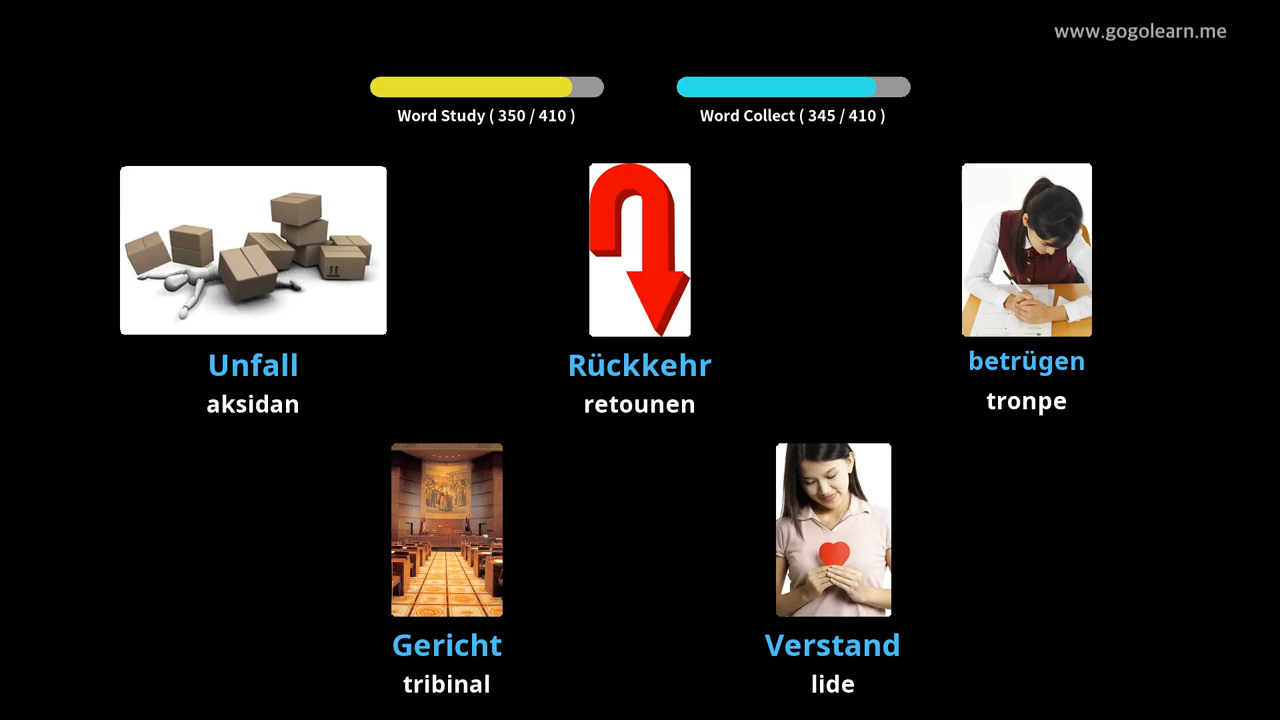 www.gogolearn.me
Word Study ( 350 / 410 )
Word Collect ( 345 / 410 )
Unfall
aksidan
Rückkehr
retounen
betrügen
tronpe
Gericht
tribinal
Verstand
lide